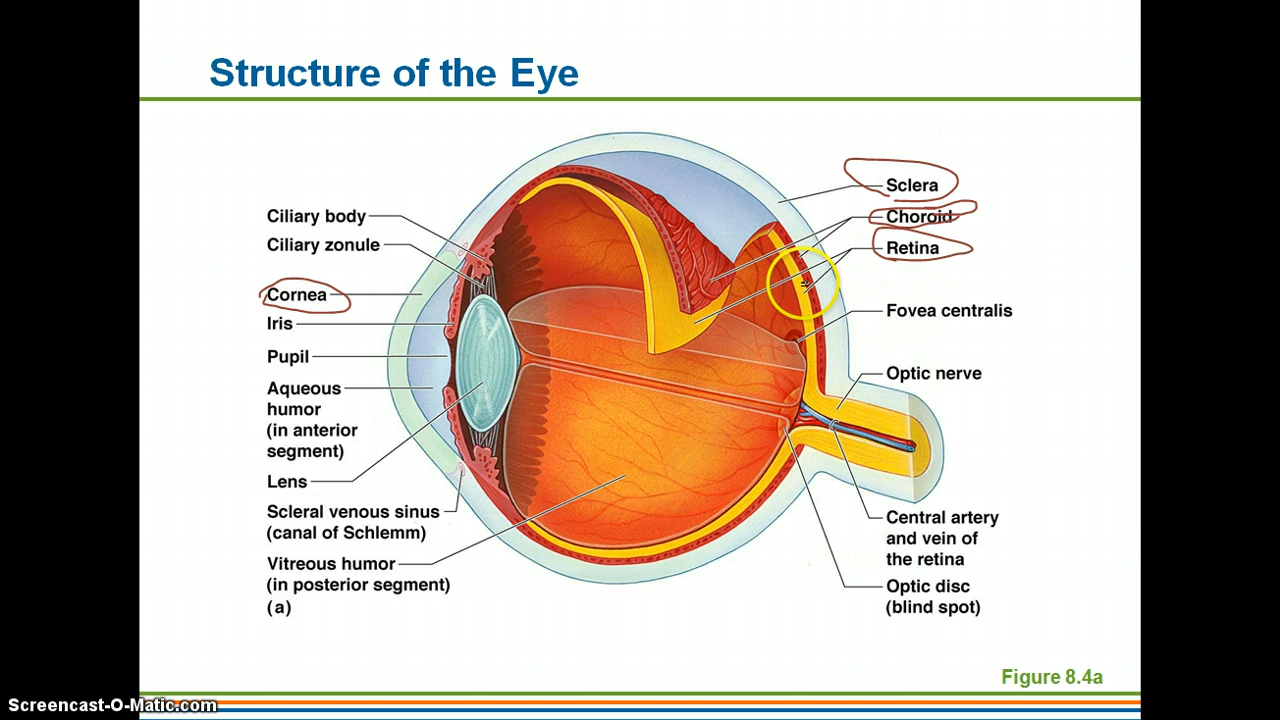 Structure of the Eye
Ciliary body
Ciliary zonule
Cornea
Iris
Pupil
Aqueous
humor
(in anterior
segment)
Lens
Scleral venous sinus
(canal of Schlemm)
Vitreous humor
(in posterior segment)
(a)
Sclera
Choroid
Retina
Fovea centralis
Optic nerve
Central artery
and vein of
the retina
Optic disc
(blind spot)
Figure 8.4a
Screencast-O-Matic.com